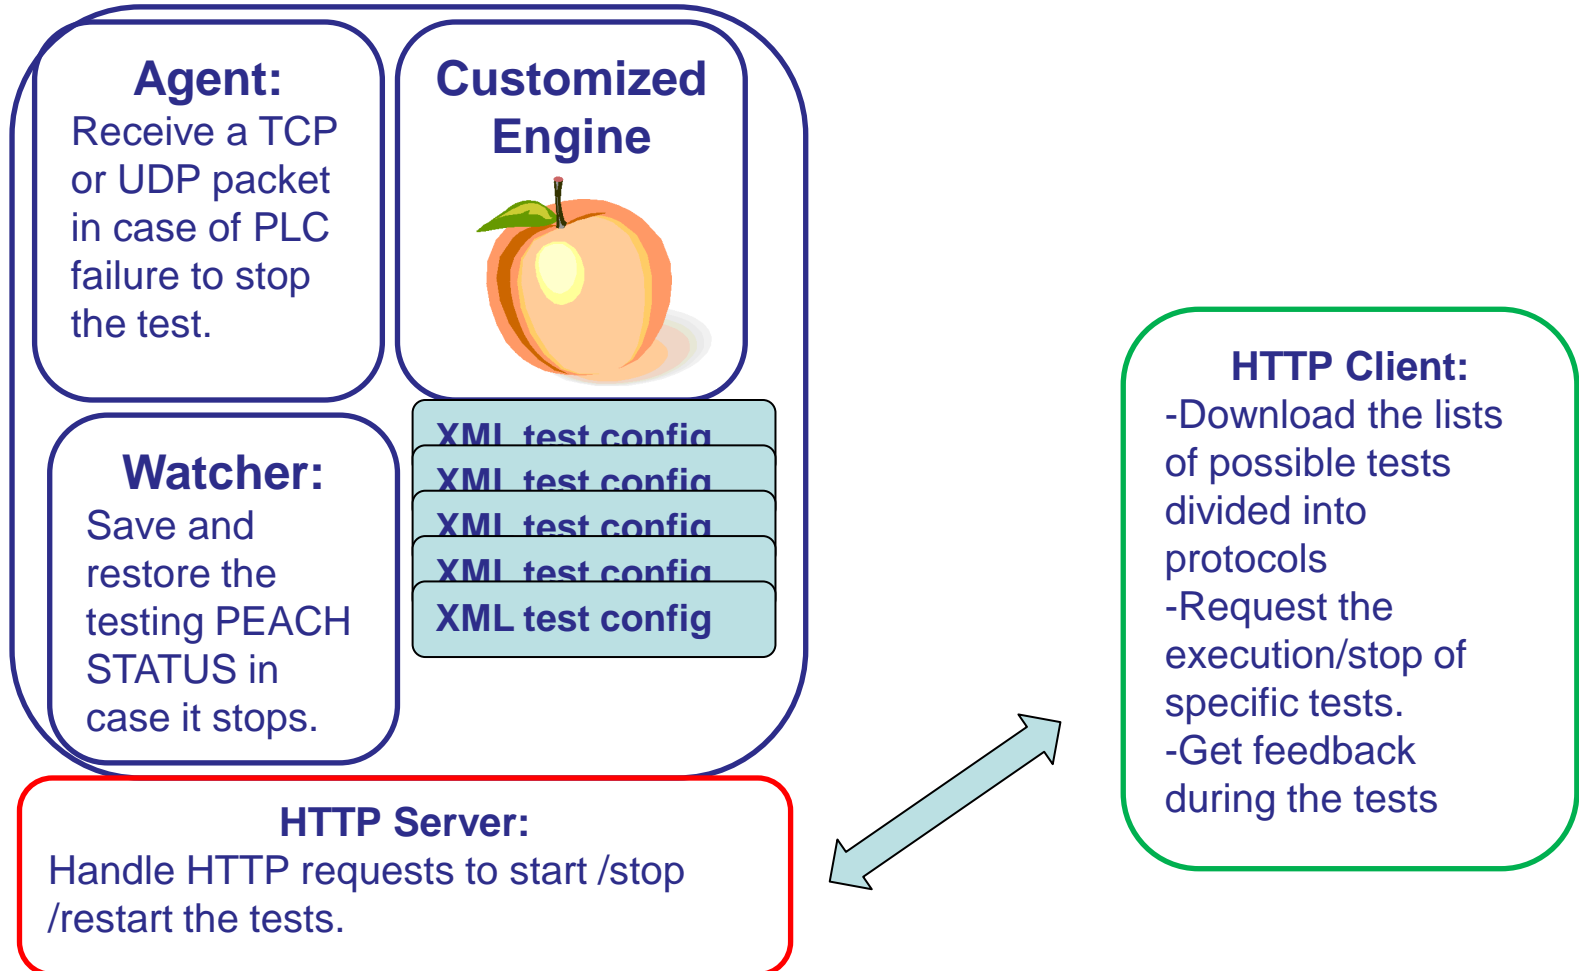 Agent:
Receive a TCP
or UDP packet
in case of PLC
failure to stop
the test.
Customized
Engine
XML test config
XML test config
XML test config
XML test config
XML test config
Watcher:
Save and
restore the
testing PEACH
STATUS in
case it stops.
HTTP Server:
Handle HTTP requests to start /stop
/restart the tests.
HTTP Client:
-Download the lists
of possible tests
divided into
protocols
-Request the
execution/stop of
specific tests.
-Get feedback
during the tests